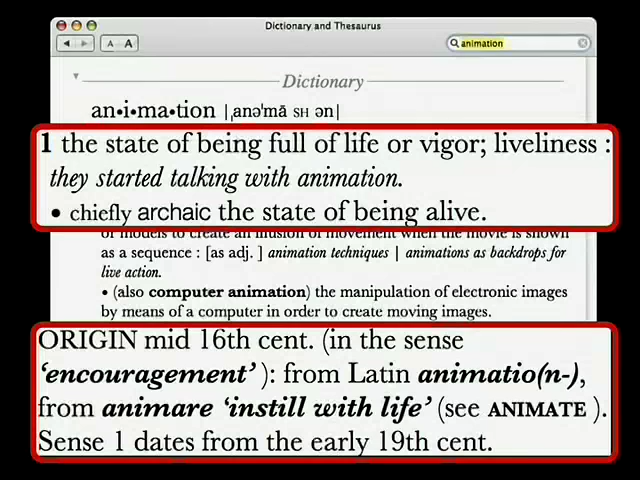 Dictionary and Thesaurus
A A
animation
Dictionary
an•i•ma•tion |ˌanəˈmā SH ən|
1 the state of being full of life or vigor; liveliness :
they started talking with animation.
• chiefly archaic the state of being alive.
of models to create an illusion of movement when the movie is shown
as a sequence : [as adj. ] animation techniques | animations as backdrops for
live action.
• (also computer animation) the manipulation of electronic images
by means of a computer in order to create moving images.
ORIGIN mid 16th cent. (in the sense
‘encouragement’ ): from Latin animatio(n-),
from animare ‘instill with life’ (see ANIMATE ).
Sense 1 dates from the early 19th cent.